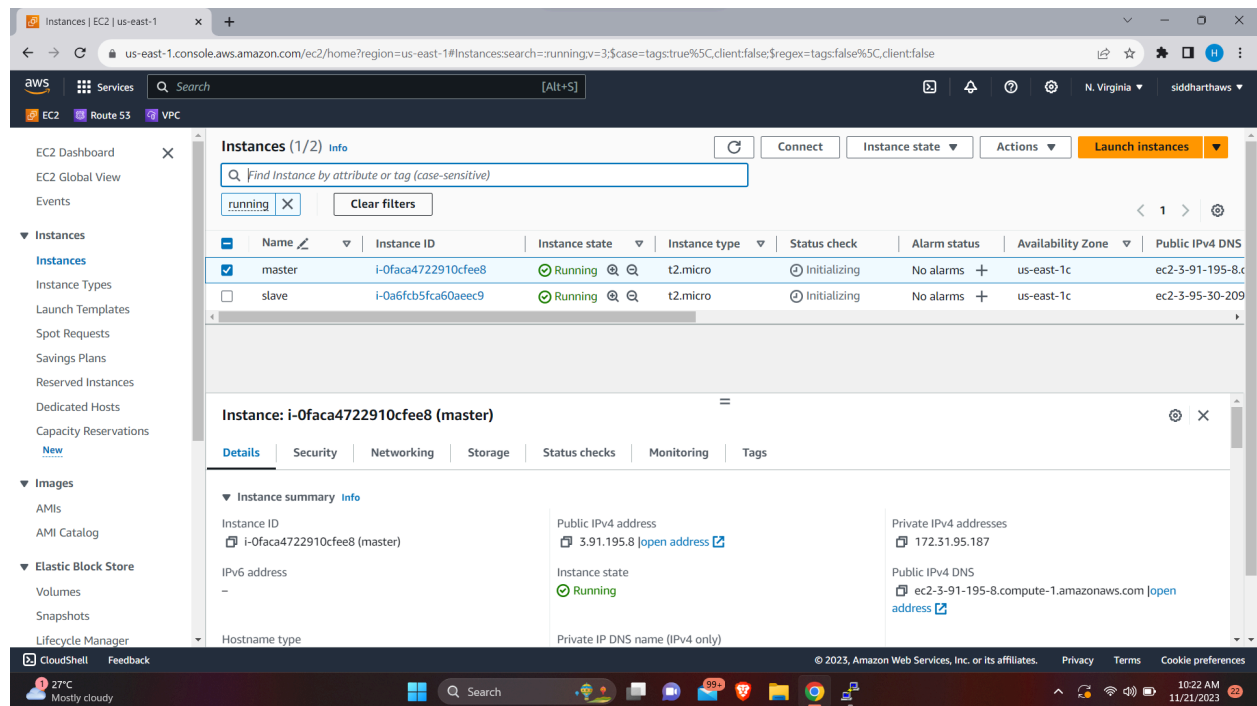 Instances | EC2 | us-east-1
us-east-1.console.aws.amazon.com/ec2/home?region=us-east-1#Instances:search=:running;v=3;$case=tags:true%5C,client:false;$regex=tags:false%5C,client:false
H
aws Services Search [Alt+S] N. Virginia siddharthaws
EC2 Route 53 VPC
EC2 Dashboard
EC2 Global View
Events
Instances
Instances
Instance Types
Launch Templates
Spot Requests
Savings Plans
Reserved Instances
Dedicated Hosts
Capacity Reservations
New
Images
AMIs
AMI Catalog
Elastic Block Store
Volumes
Snapshots
Lifecycle Manager
Instances (1/2) Info Connect Instance state Actions Launch instances
Find Instance by attribute or tag (case-sensitive)
running Clear filters 1
Name Instance ID Instance state Instance type Status check Alarm status Availability Zone Public IPv4 DNS
master i-0faca4722910cfee8 Running t2.micro Initializing No alarms us-east-1c ec2-3-91-195-8.c
slave i-0a6fcb5fca60aeec9 Running t2.micro Initializing No alarms us-east-1c ec2-3-95-30-209
Instance: i-0faca4722910cfee8 (master)
Details Security Networking Storage Status checks Monitoring Tags
Instance summary Info
Instance ID
i-0faca4722910cfee8 (master)
Public IPv4 address
3.91.195.8 |open address
Private IPv4 addresses
172.31.95.187
IPv6 address
–
Instance state
Running
Public IPv4 DNS
ec2-3-91-195-8.compute-1.amazonaws.com |open
address
Hostname type
Private IP DNS name (IPv4 only)
CloudShell Feedback © 2023, Amazon Web Services, Inc. or its affiliates. Privacy Terms Cookie preferences
1
27°C
Mostly cloudy
Search
99+
10:22 AM
11/21/2023
22